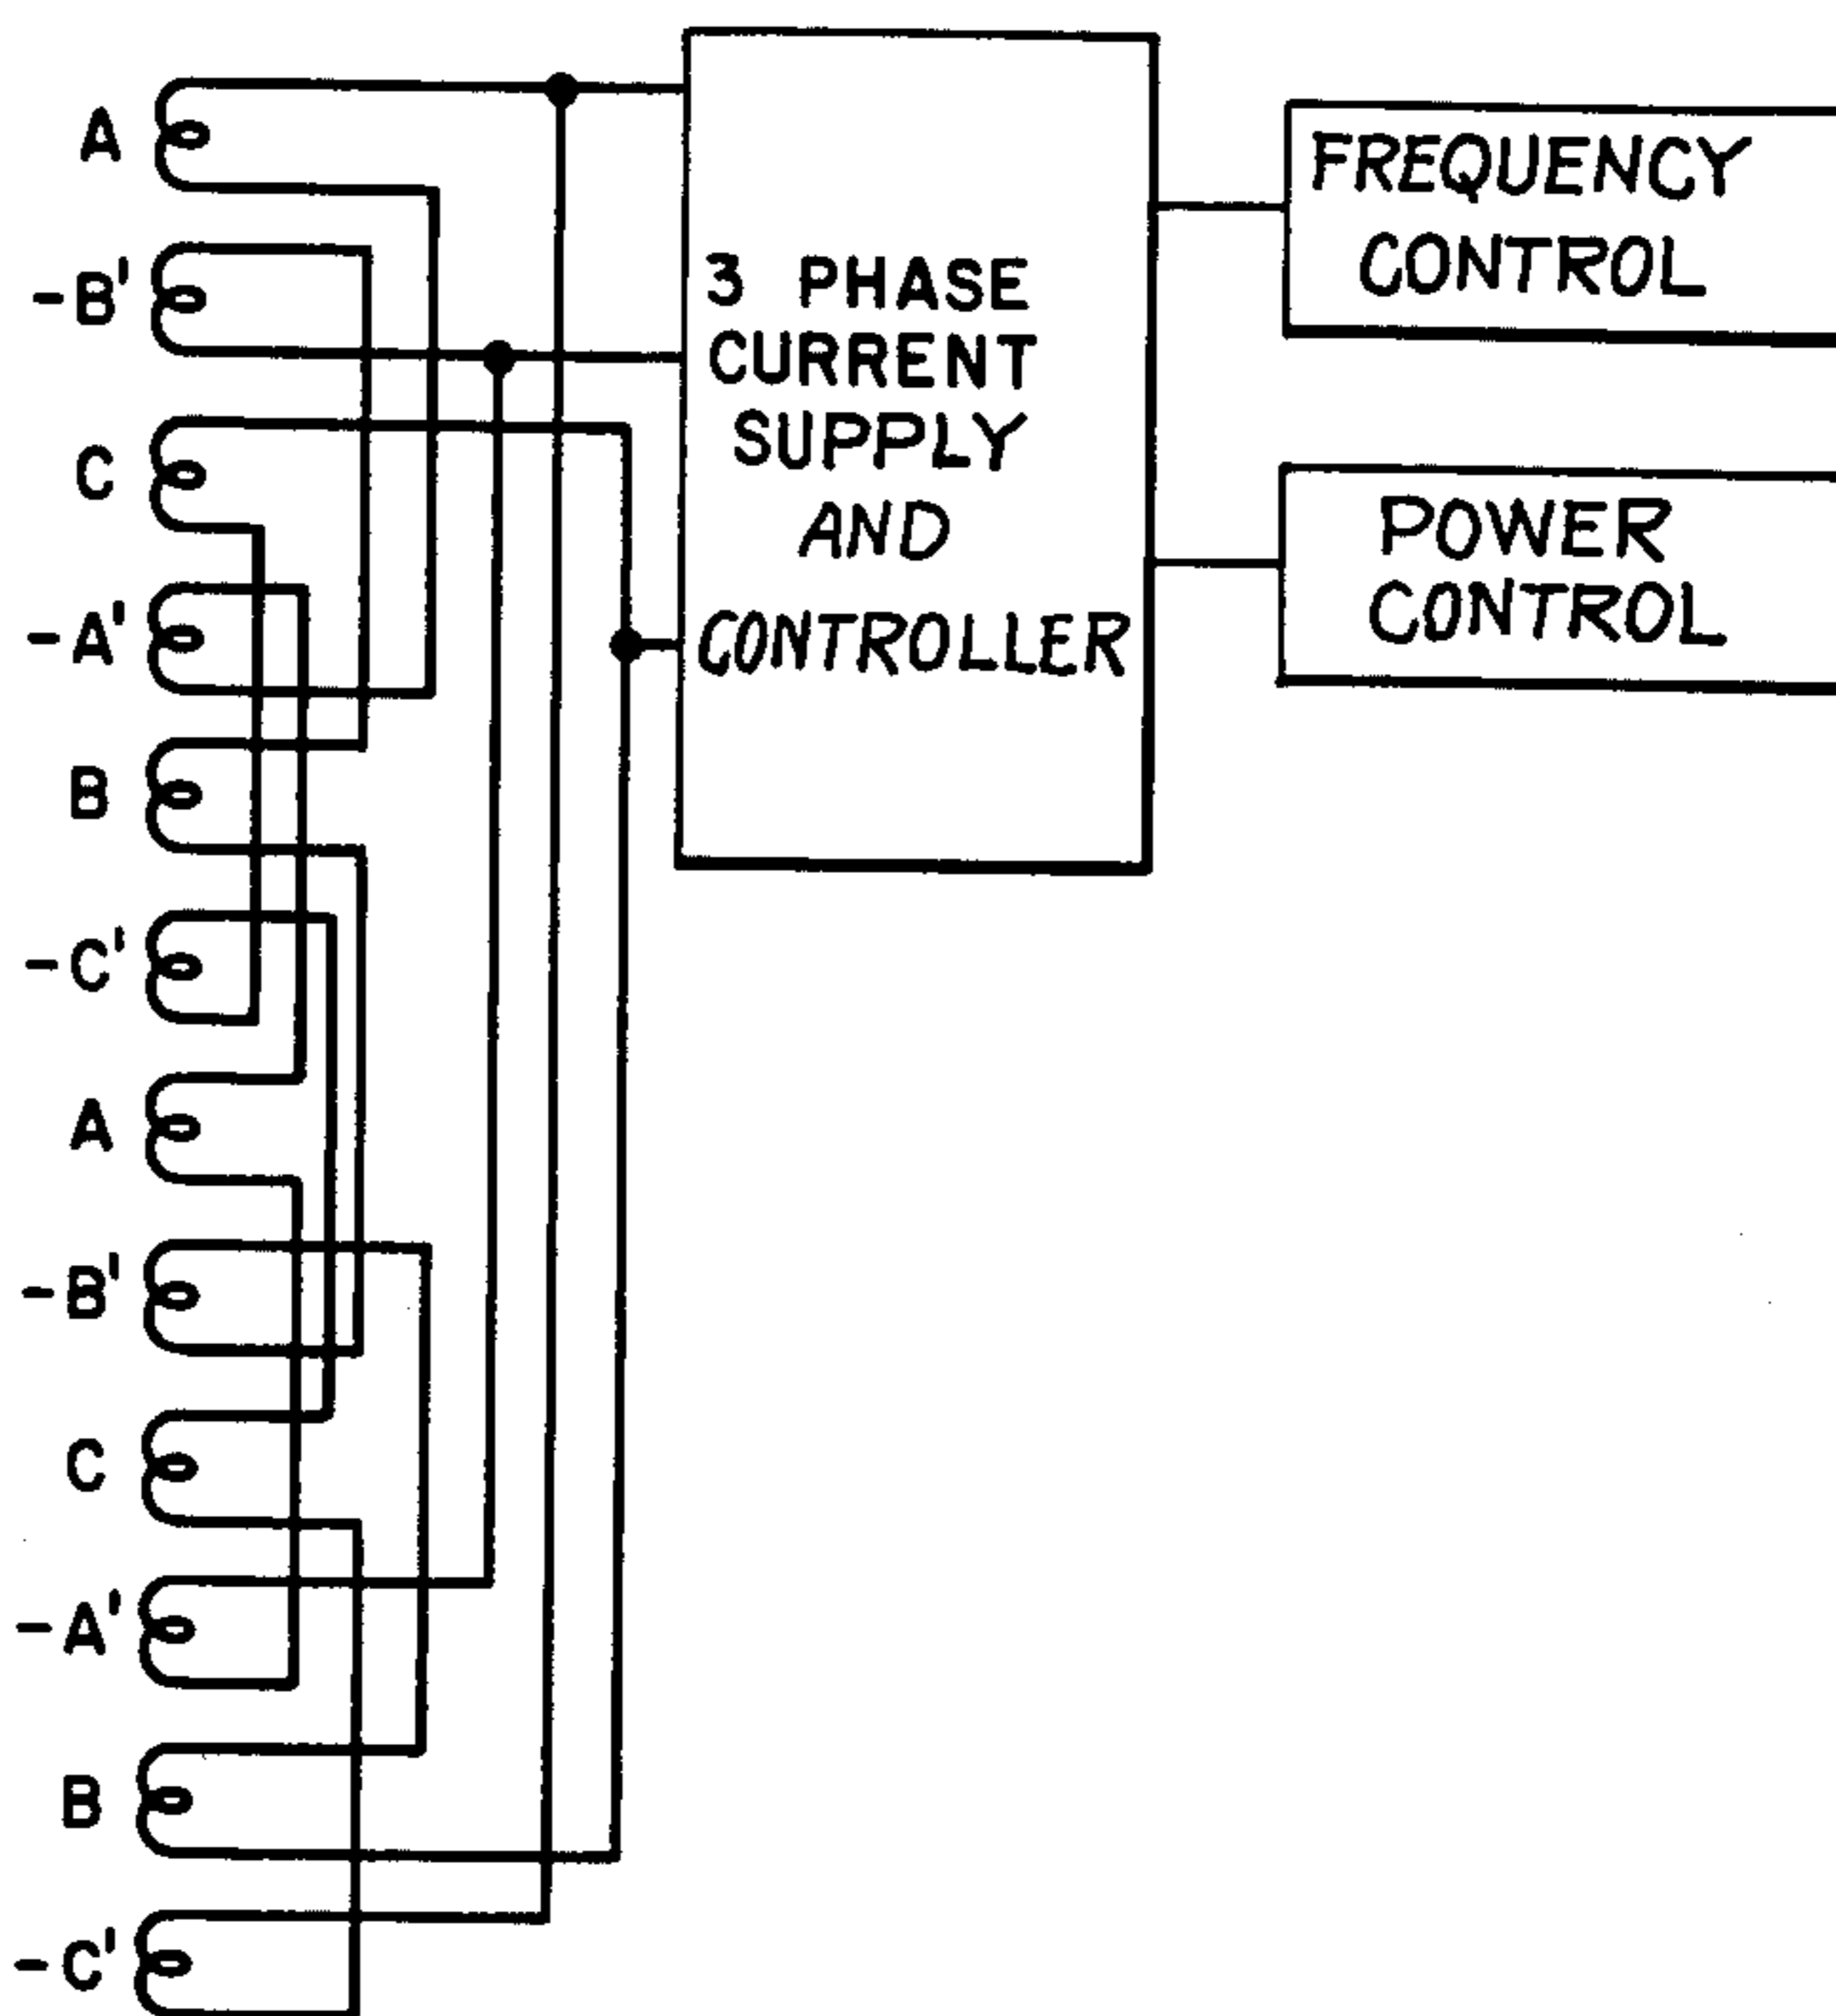 A
-B'
C
-A'
B
-C'
A
-B'
C
-A'
B
-C'
3 PHASE
CURRENT
SUPPLY
AND
CONTROLLER
FREQUENCY
CONTROL
POWER
CONTROL